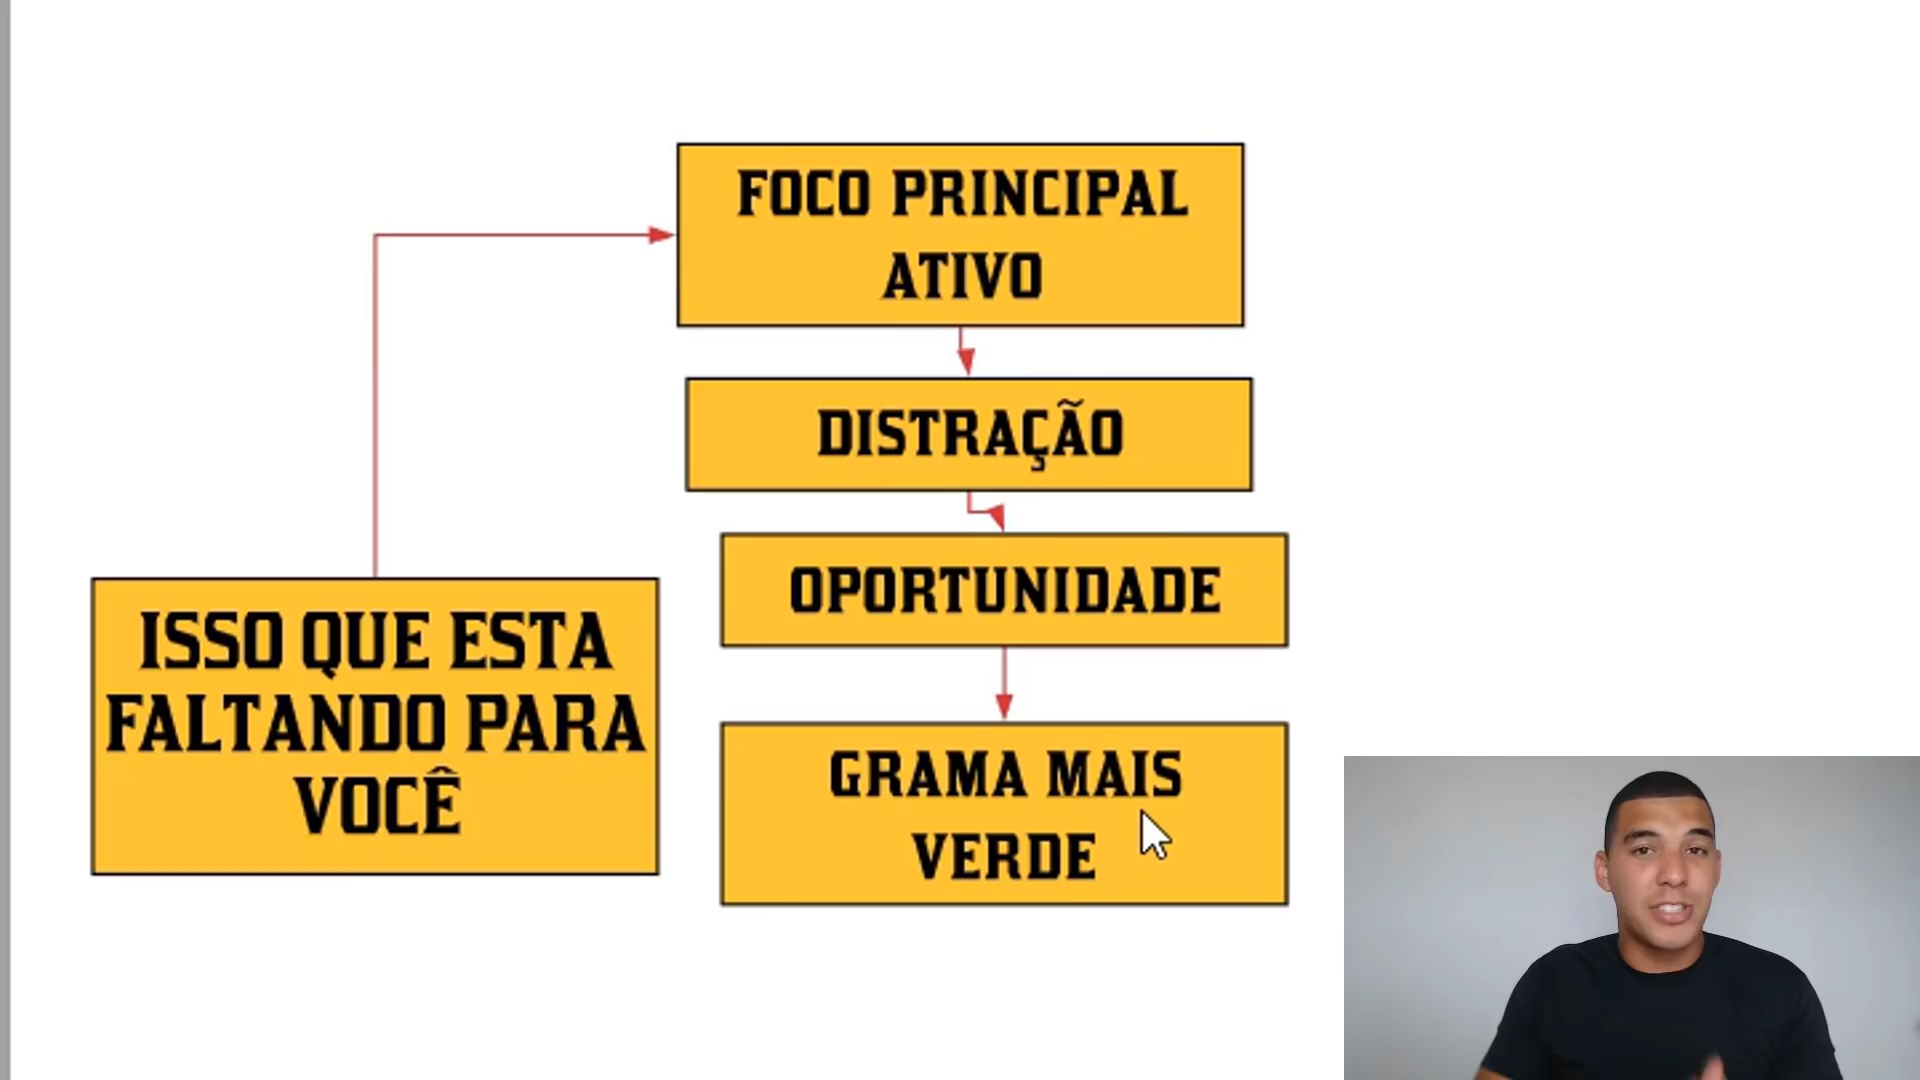 FOCO PRINCIPAL
ATIVO
DISTRAÇÃO
OPORTUNIDADE
GRAMA MAIS
VERDE
ISSO QUE ESTA
FALTANDO PARA
VOCÊ